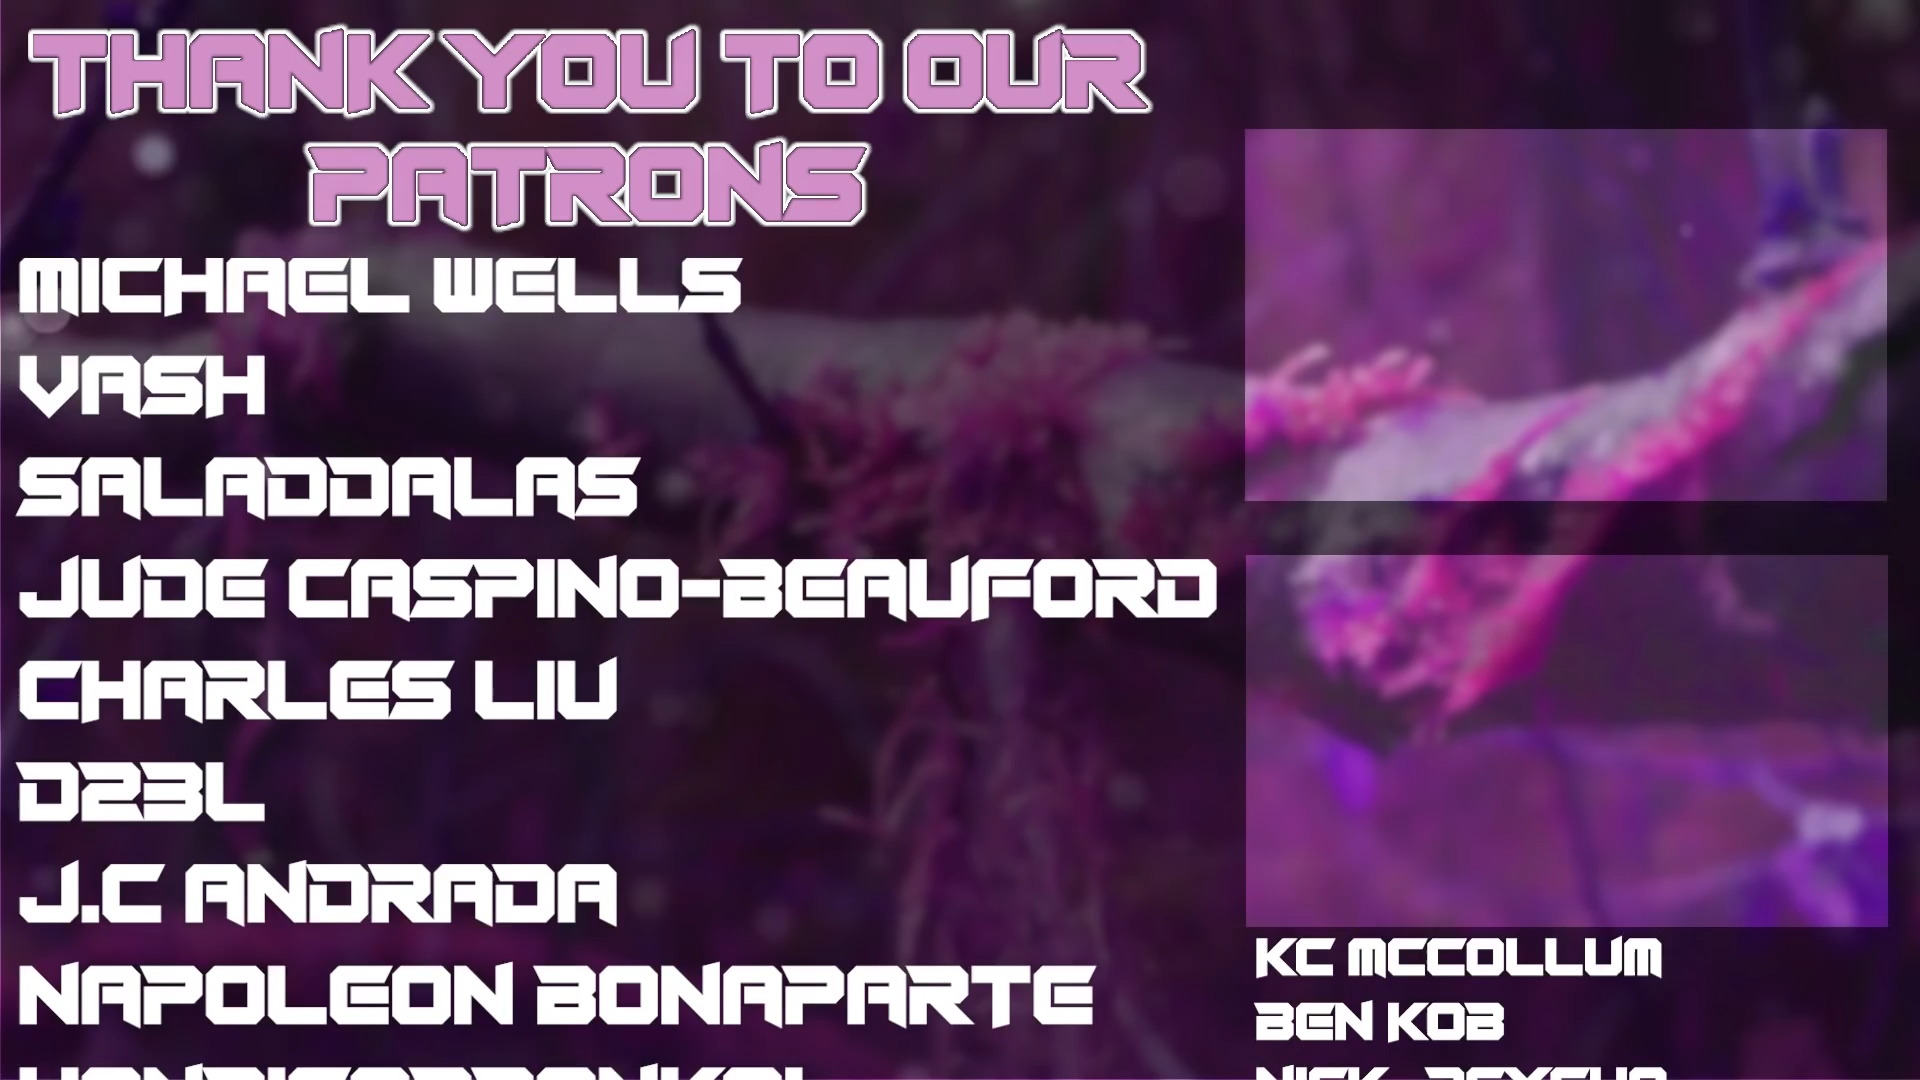 THANK YOU TO OUR
PATRONS
MICHAEL WELLS
VASH
SALADDALAS
JUDE CASPINO-BEAUFORD
CHARLES LIU
D23L
J.C ANDRADA
NAPOLEON BONAPARTE
KC MCCOLLUM
BEN KOB